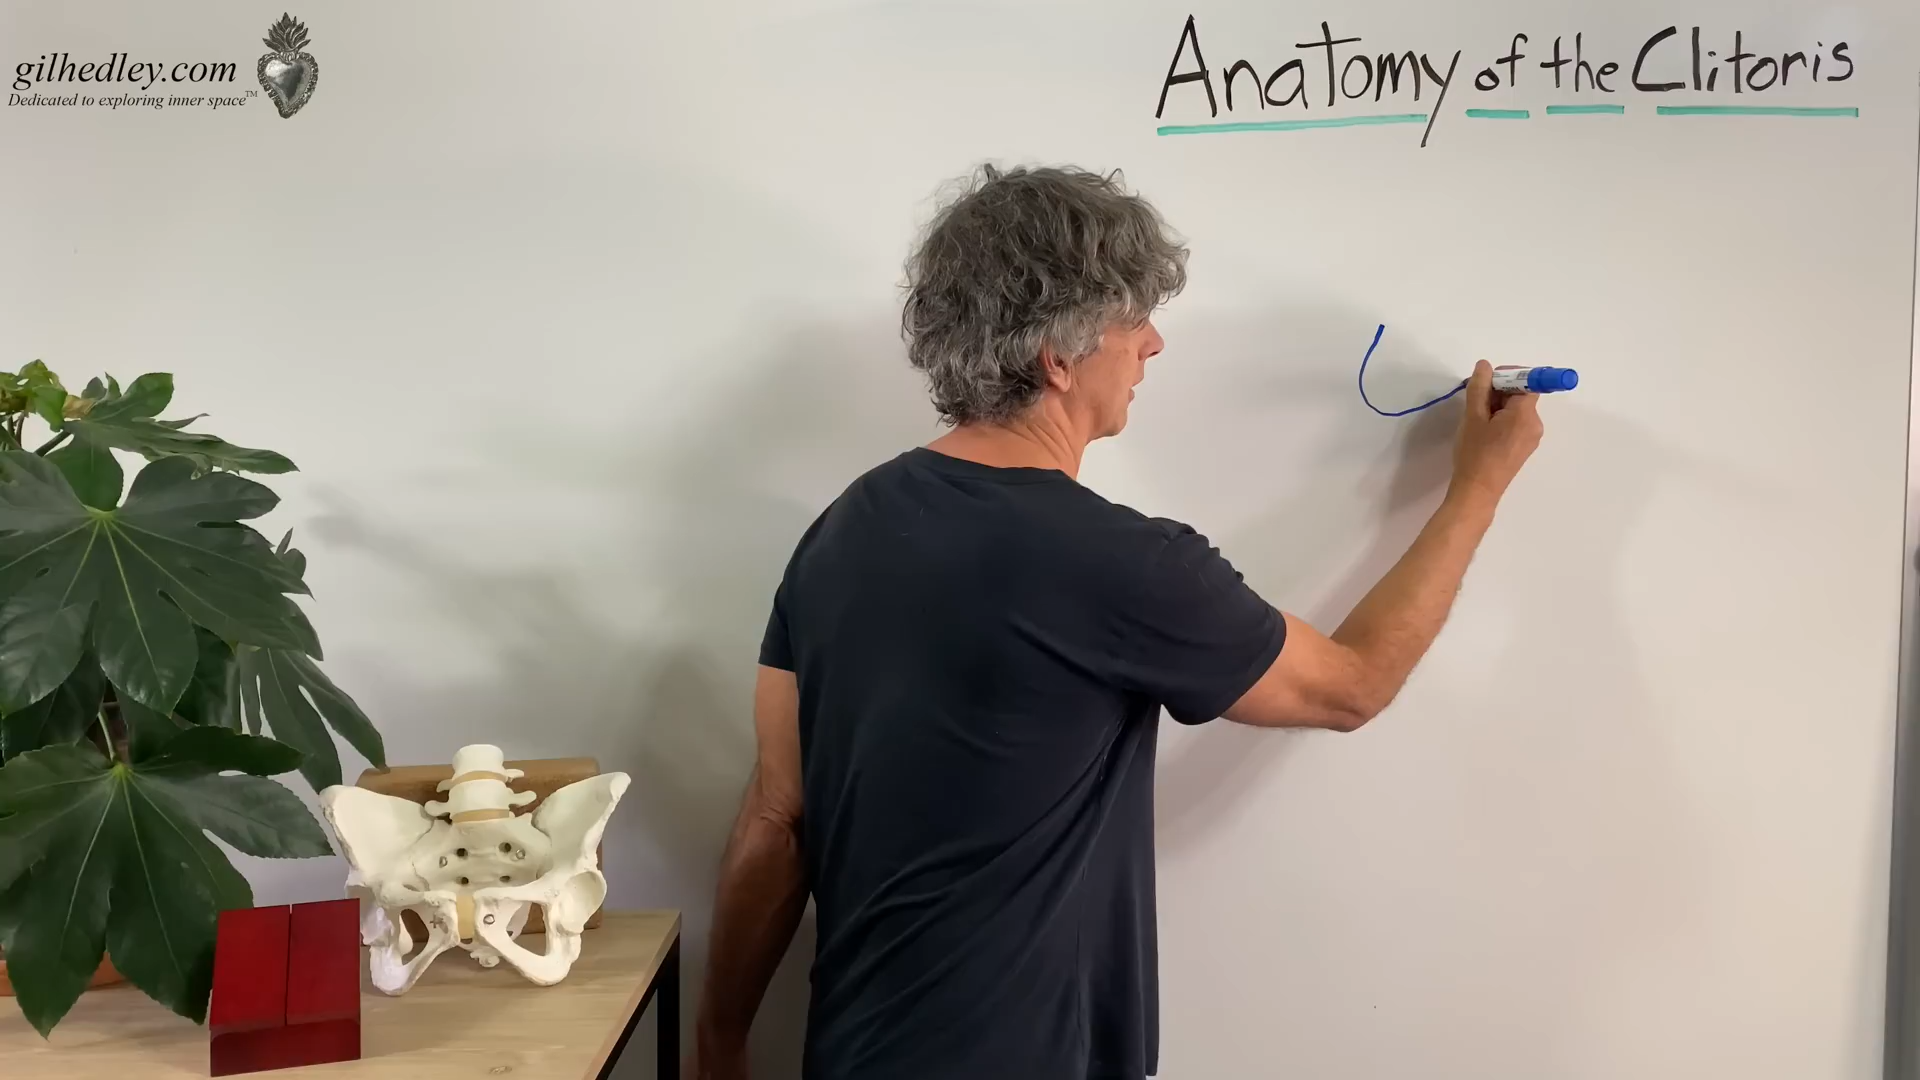 gilhedley.com
Dedicated to exploring inner space™
Anatomy of the Clitoris